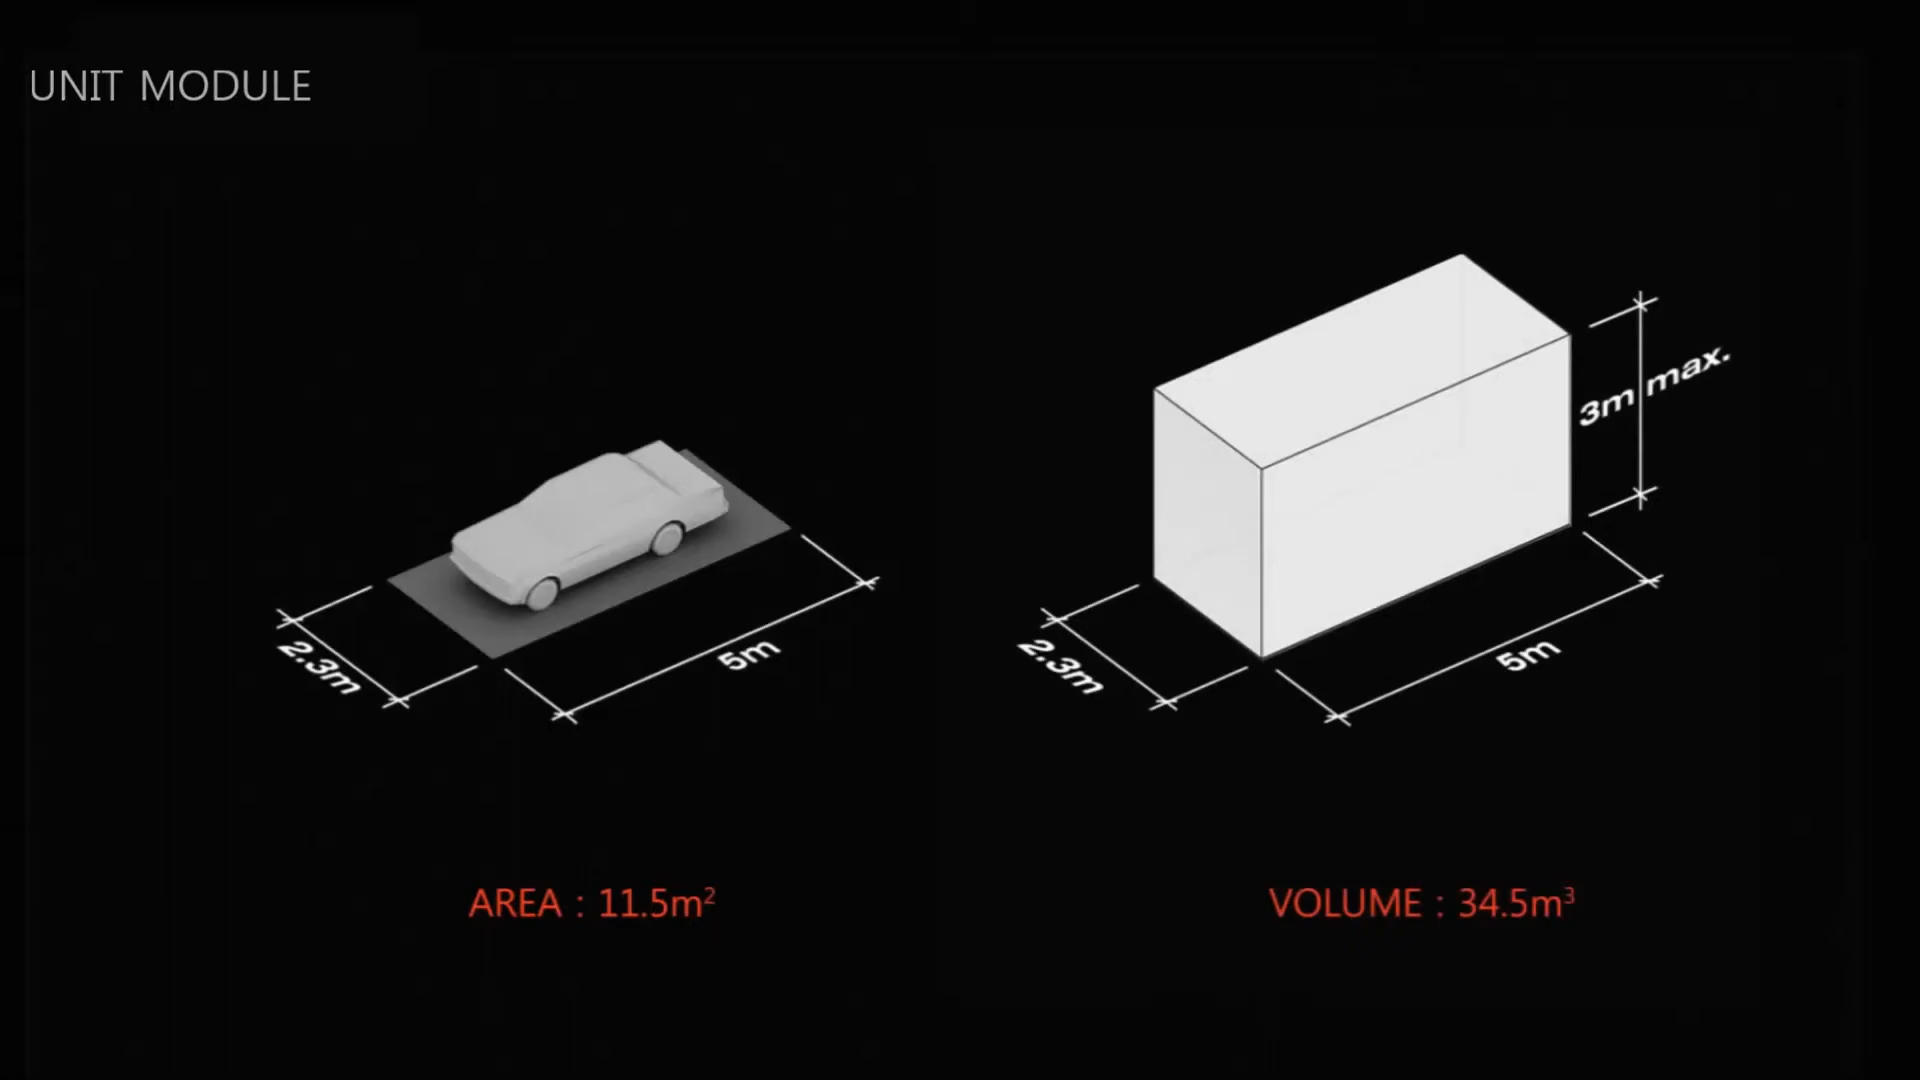 UNIT MODULE
3m max.
2.3m
5m
2.3m
5m
AREA : 11.5m²
VOLUME : 34.5m³